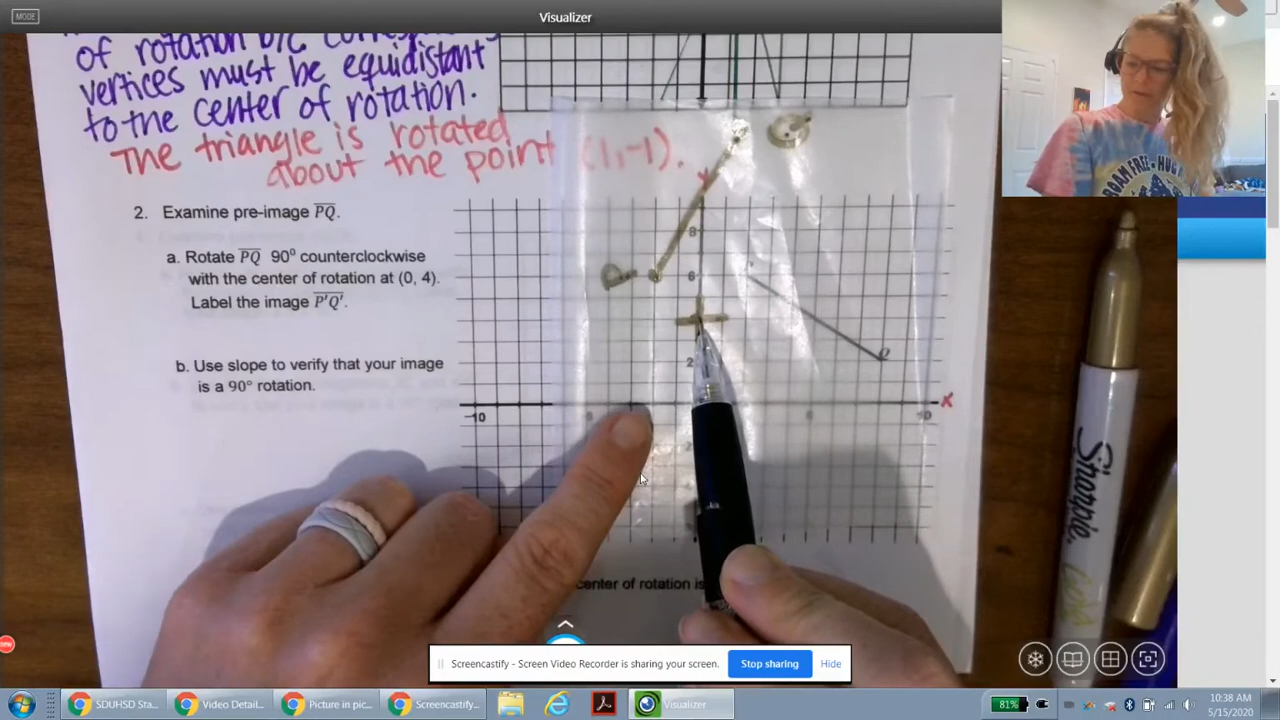 MODE
Visualizer
of rotation b/c
vertices must be equidistant
to the center of rotation.
The triangle is rotated
about the point (1,-1).
2. Examine pre-image PQ.
a. Rotate PQ 90⁰ counterclockwise
with the center of rotation at (0, 4).
Label the image P'Q'.
b. Use slope to verify that your image
is a 90° rotation.
8
6
2
-10
10
X
center of rotation is
ROAM FREE
Sharpie.
Screencastify - Screen Video Recorder is sharing your screen.
Stop sharing
Hide
SDUHSD Sta...
Video Detail...
Picture in pic...
Screencastify...
Visualizer
81%
10:38 AM
5/15/2020